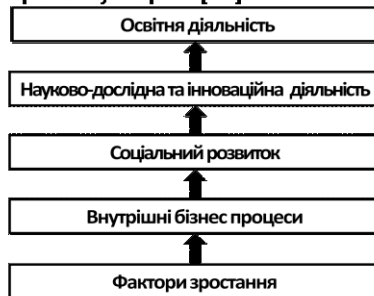 Освітня діяльність
Науково-дослідна та інноваційна діяльність
Соціальний розвиток
Внутрішні бізнес процеси
Фактори зростання